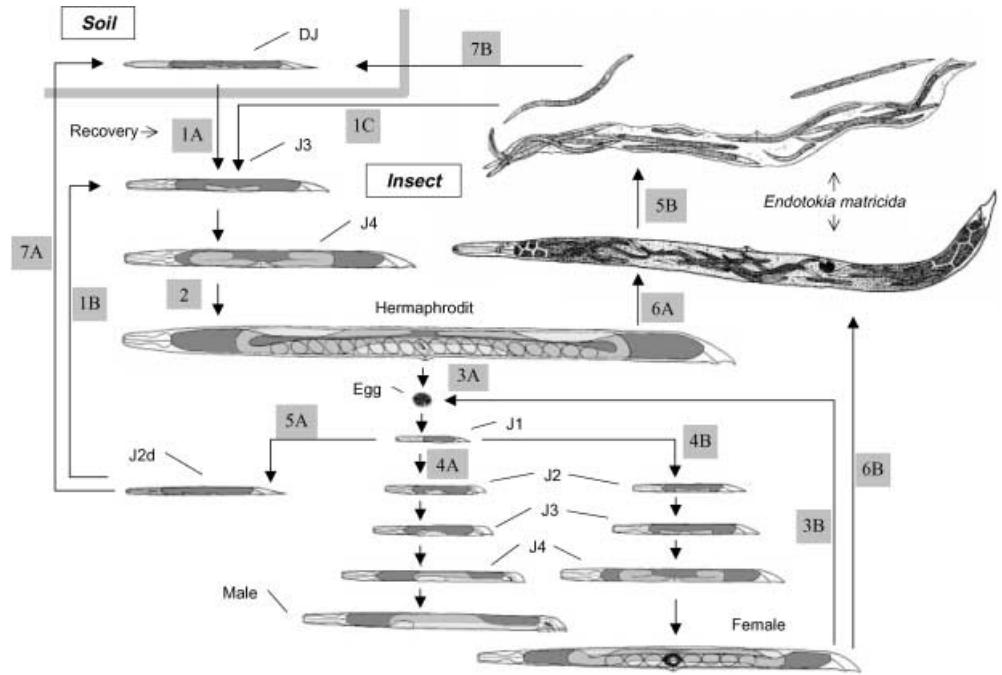 Soil
DJ
7B
Recovery
1A
1C
J3
Insect
Endotokia matricida
5B
J4
7A
1B
2
6A
Hermaphrodit
3A
Egg
5A
J1
4B
J2d
4A
J2
6B
J3
3B
J4
Male
Female